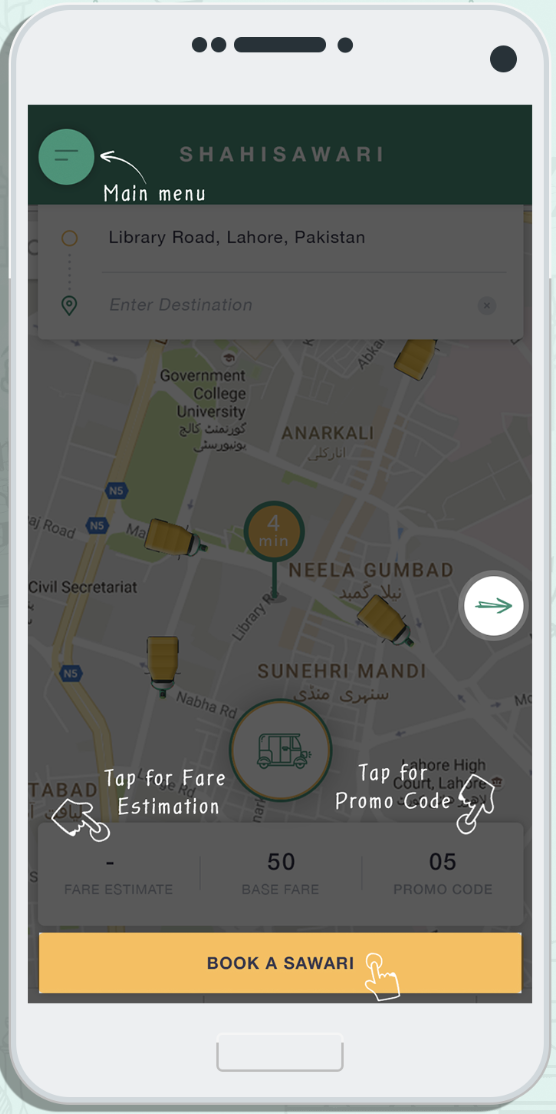 SHAHISAWARI
Main menu
Library Road, Lahore, Pakistan
Enter Destination
Government
College
University
گورنمنٹ کالج
یونیورسٹی
ANARKALI
انارکلی
N5
N5
aj Road
Ma
4
min
NEELA GUMBAD
نیلا گمبد
Civil Secretariat
Library R
SUNEHRI MANDI
سنہری منڈی
N5
Nabha Rd
Mo
Tap for Fare
Estimation
Tap for
Promo Code
Lahore High
Court, Lahore
TABAD
-
50
05
FARE ESTIMATE
BASE FARE
PROMO CODE
BOOK A SAWARI